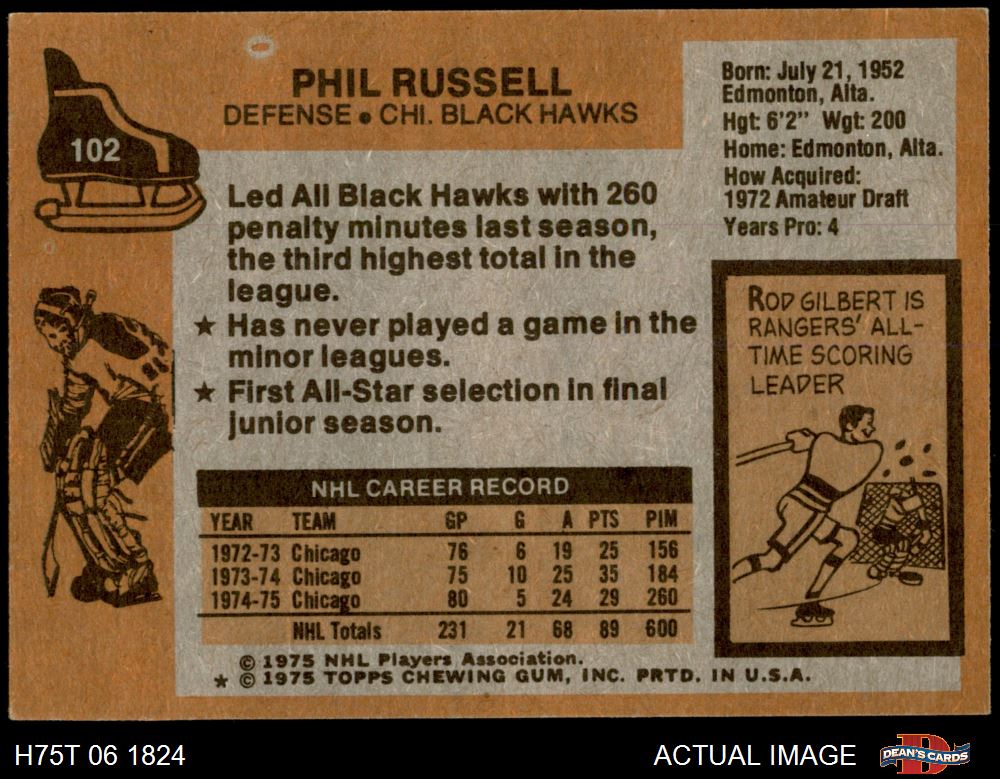 PHIL RUSSELL
DEFENSE • CHI. BLACK HAWKS
102
Born: July 21, 1952
Edmonton, Alta.
Hgt: 6'2" Wgt: 200
Home: Edmonton, Alta.
How Acquired:
1972 Amateur Draft
Years Pro: 4
Led All Black Hawks with 260
penalty minutes last season,
the third highest total in the
league.
★ Has never played a game in the
minor leagues.
★ First All-Star selection in final
junior season.
ROD GILBERT IS
RANGERS' ALL-
TIME SCORING
LEADER
NHL CAREER RECORD
YEAR TEAM GP G A PTS PIM
1972-73 Chicago 76 6 19 25 156
1973-74 Chicago 75 10 25 35 184
1974-75 Chicago 80 5 24 29 260
NHL Totals 231 21 68 89 600
© 1975 NHL Players Association.
★ © 1975 TOPPS CHEWING GUM, INC. PRTD. IN U.S.A.
H75T 06 1824
ACTUAL IMAGE
D
DEAN'S CARDS